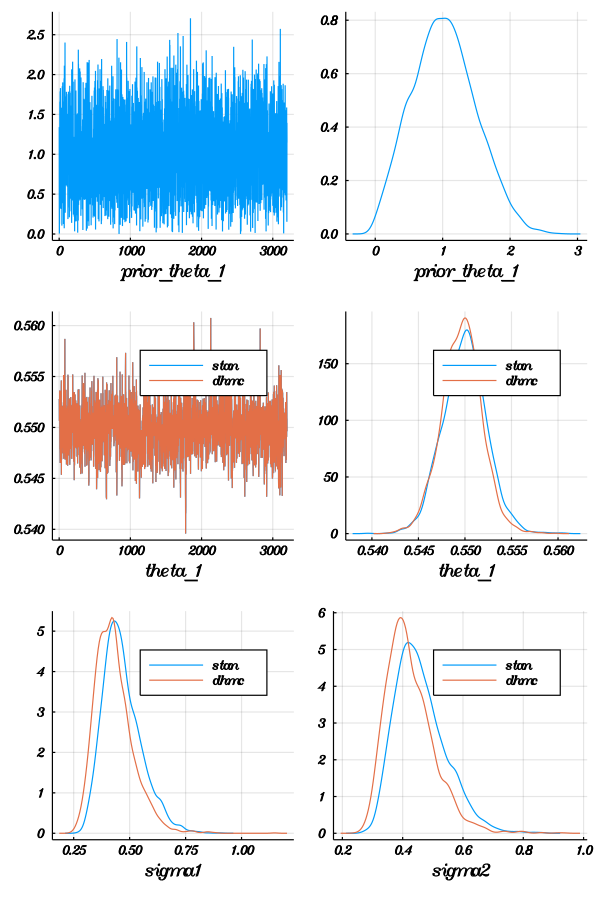 2.5
2.0
1.5
1.0
0.5
0.0
0 1000 2000 3000
prior_theta_1
0.8
0.6
0.4
0.2
0.0
0 1 2 3
prior_theta_1
0.560
0.555
0.550
0.545
0.540
stan
dhmc
0 1000 2000 3000
theta_1
150
100
50
0
stan
dhmc
0.540 0.545 0.550 0.555 0.560
theta_1
5
4
3
2
1
0
stan
dhmc
0.25 0.50 0.75 1.00
sigma1
6
5
4
3
2
1
0
stan
dhmc
0.2 0.4 0.6 0.8 1.0
sigma2